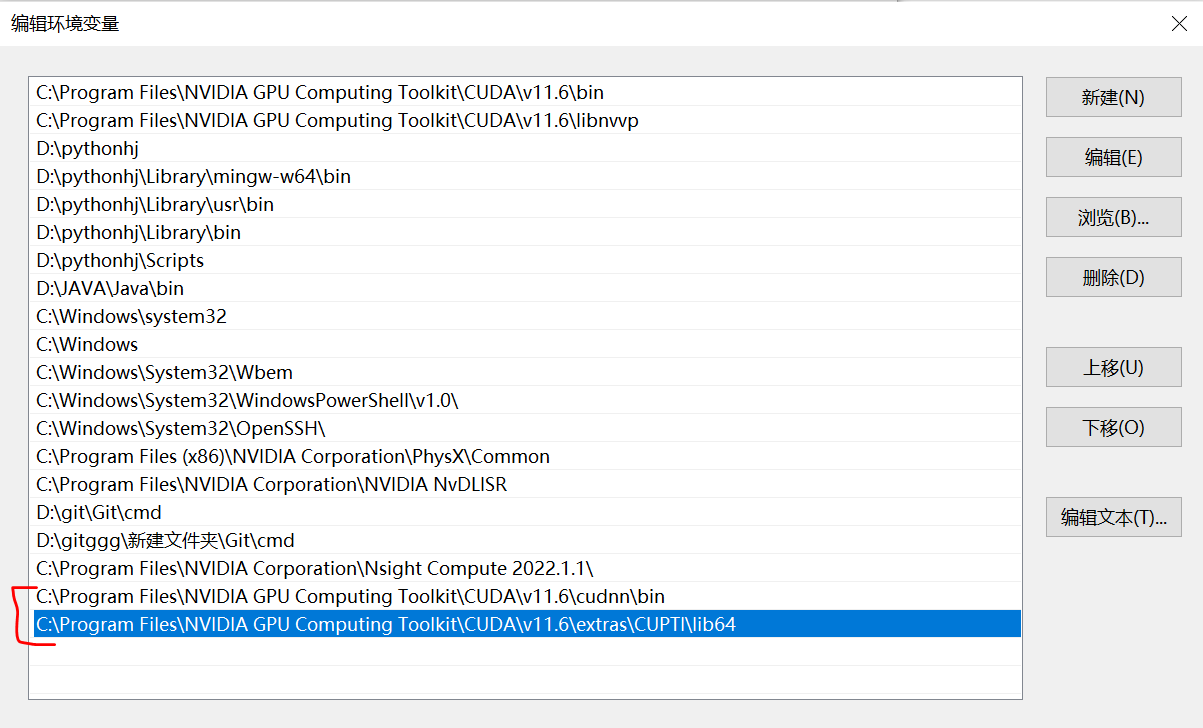 编辑环境变量
C:\Program Files\NVIDIA GPU Computing Toolkit\CUDA\v11.6\bin
C:\Program Files\NVIDIA GPU Computing Toolkit\CUDA\v11.6\libnvvp
D:\pythonhj
D:\pythonhj\Library\mingw-w64\bin
D:\pythonhj\Library\usr\bin
D:\pythonhj\Library\bin
D:\pythonhj\Scripts
D:\JAVA\Java\bin
C:\Windows\system32
C:\Windows
C:\Windows\System32\Wbem
C:\Windows\System32\WindowsPowerShell\v1.0\
C:\Windows\System32\OpenSSH\
C:\Program Files (x86)\NVIDIA Corporation\PhysX\Common
C:\Program Files\NVIDIA Corporation\NVIDIA NvDLISR
D:\git\Git\cmd
D:\gitggg\新建文件夹\Git\cmd
C:\Program Files\NVIDIA Corporation\Nsight Compute 2022.1.1\
C:\Program Files\NVIDIA GPU Computing Toolkit\CUDA\v11.6\cudnn\bin
C:\Program Files\NVIDIA GPU Computing Toolkit\CUDA\v11.6\extras\CUPTI\lib64
新建(N)
编辑(E)
浏览(B)...
删除(D)
上移(U)
下移(O)
编辑文本(T)...